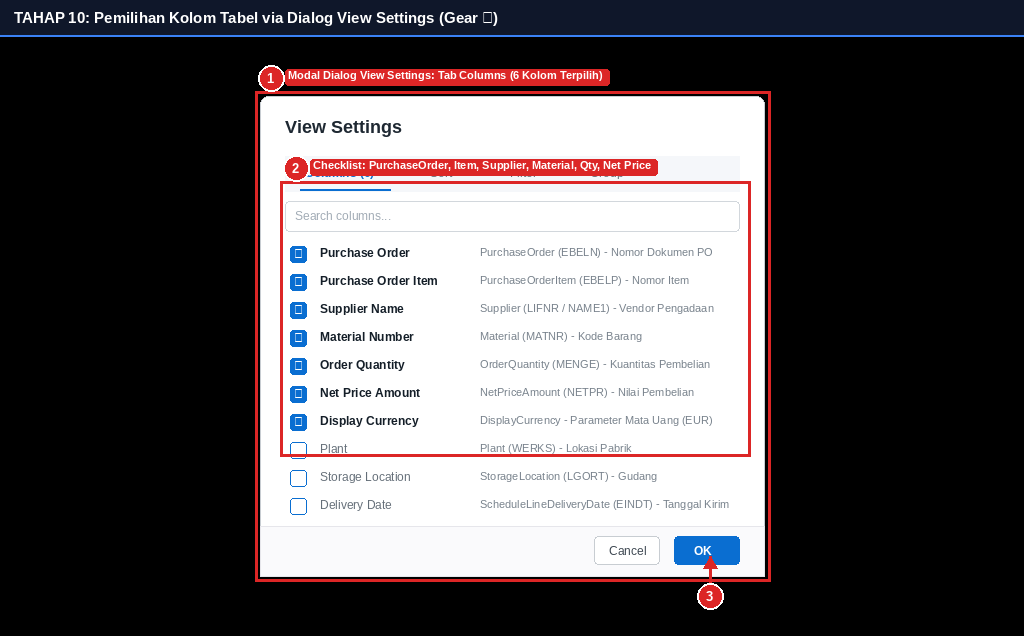 TAHAP 10: Pemilihan Kolom Tabel via Dialog View Settings (Gear )
1 Modal Dialog View Settings: Tab Columns (6 Kolom Terpilih)
View Settings
2 Checklist: PurchaseOrder, Item, Supplier, Material, Qty, Net Price
Search columns...
Purchase Order PurchaseOrder (EBELN) - Nomor Dokumen PO
Purchase Order Item PurchaseOrderItem (EBELP) - Nomor Item
Supplier Name Supplier (LIFNR / NAME1) - Vendor Pengadaan
Material Number Material (MATNR) - Kode Barang
Order Quantity OrderQuantity (MENGE) - Kuantitas Pembelian
Net Price Amount NetPriceAmount (NETPR) - Nilai Pembelian
Display Currency DisplayCurrency - Parameter Mata Uang (EUR)
Plant Plant (WERKS) - Lokasi Pabrik
Storage Location StorageLocation (LGORT) - Gudang
Delivery Date ScheduleLineDeliveryDate (EINDT) - Tanggal Kirim
Cancel OK
3